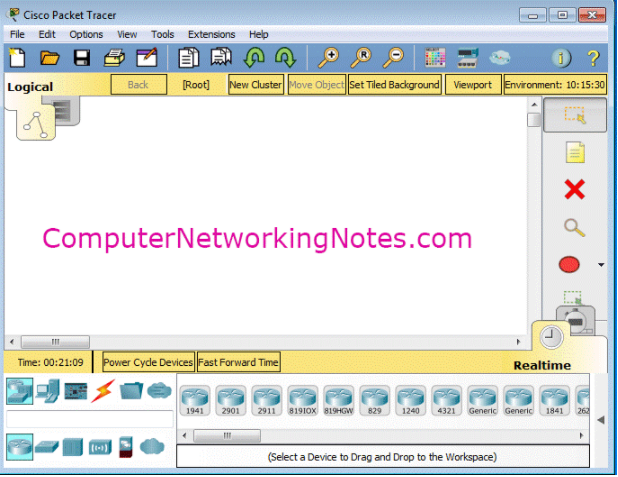 Cisco Packet Tracer
File Edit Options View Tools Extensions Help
Logical Back [Root] New Cluster Move Object Set Tiled Background Viewport Environment: 10:15:30
ComputerNetworkingNotes.com
Time: 00:21:09 Power Cycle Devices Fast Forward Time Realtime
1941 2901 2911 819IOX 819HGW 829 1240 4321 Generic Generic 1841 262
(Select a Device to Drag and Drop to the Workspace)